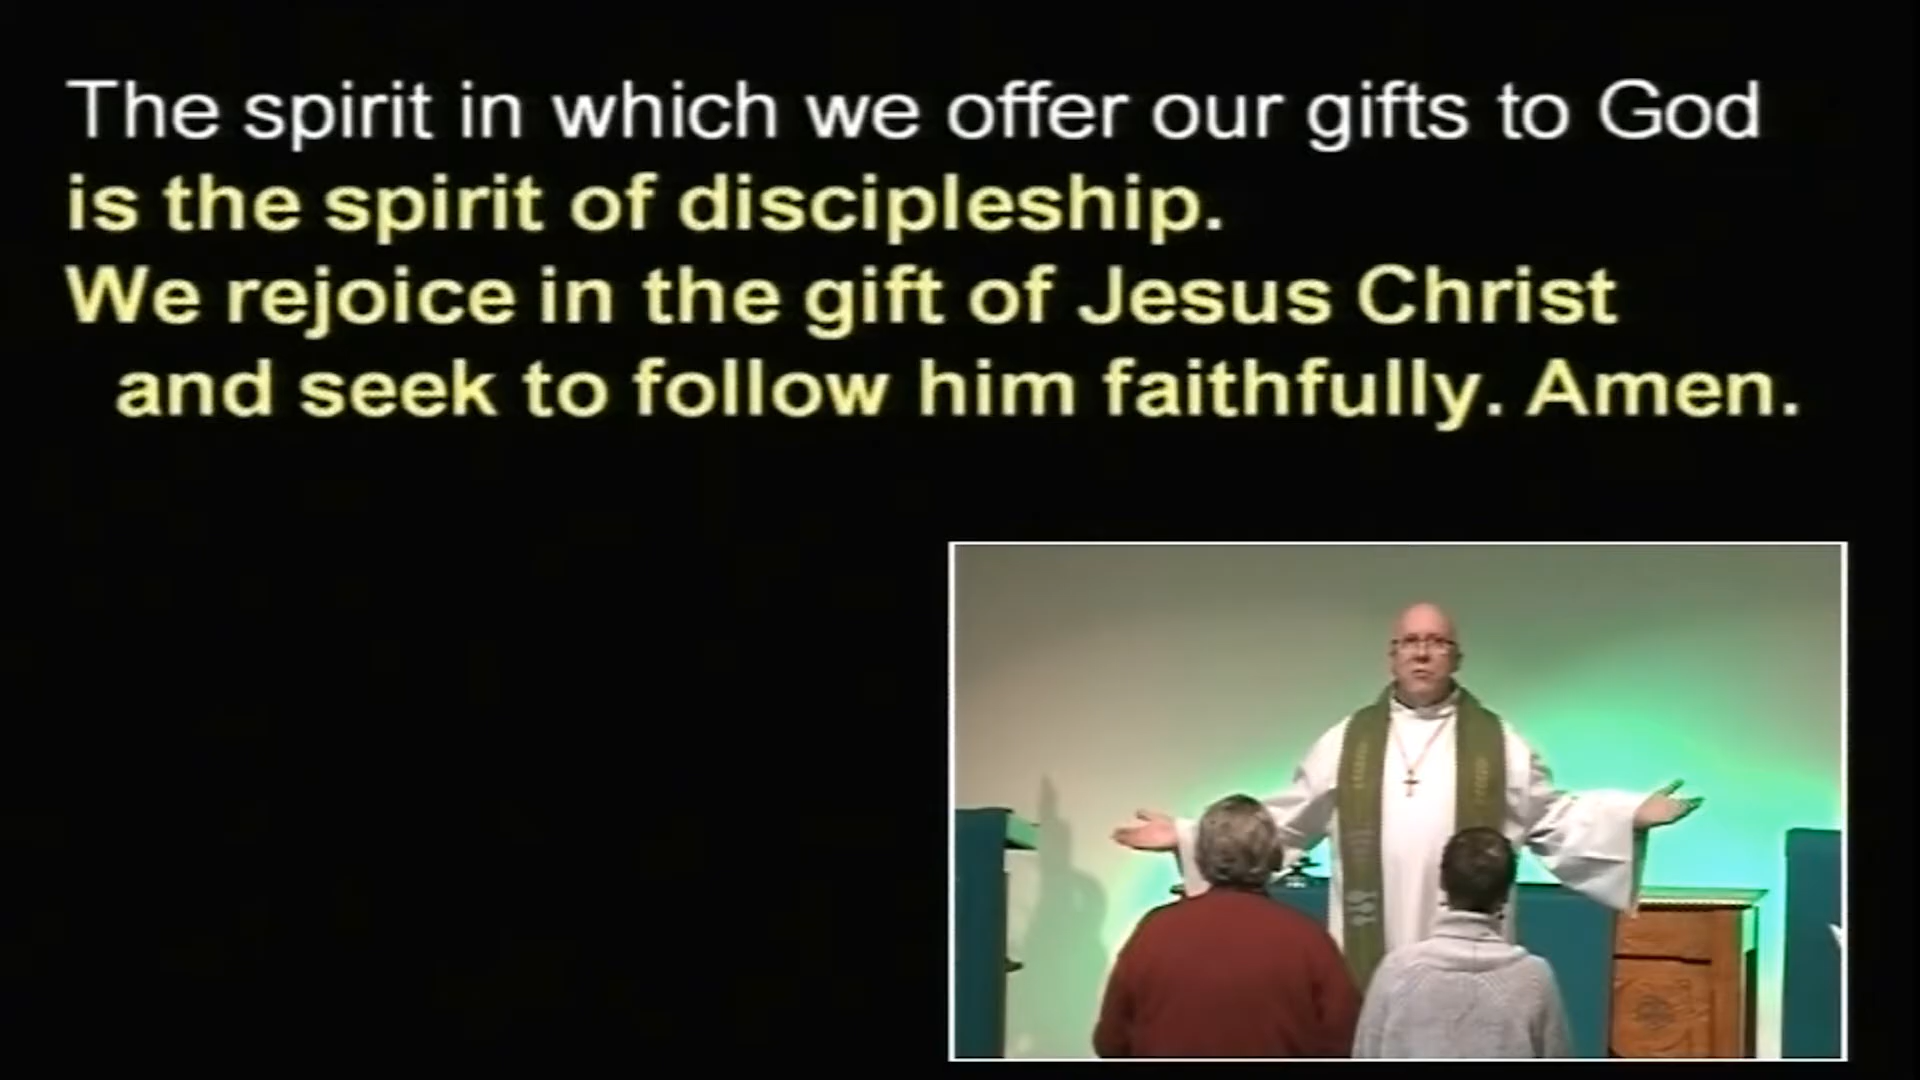 The spirit in which we offer our gifts to God
is the spirit of discipleship.
We rejoice in the gift of Jesus Christ
and seek to follow him faithfully. Amen.